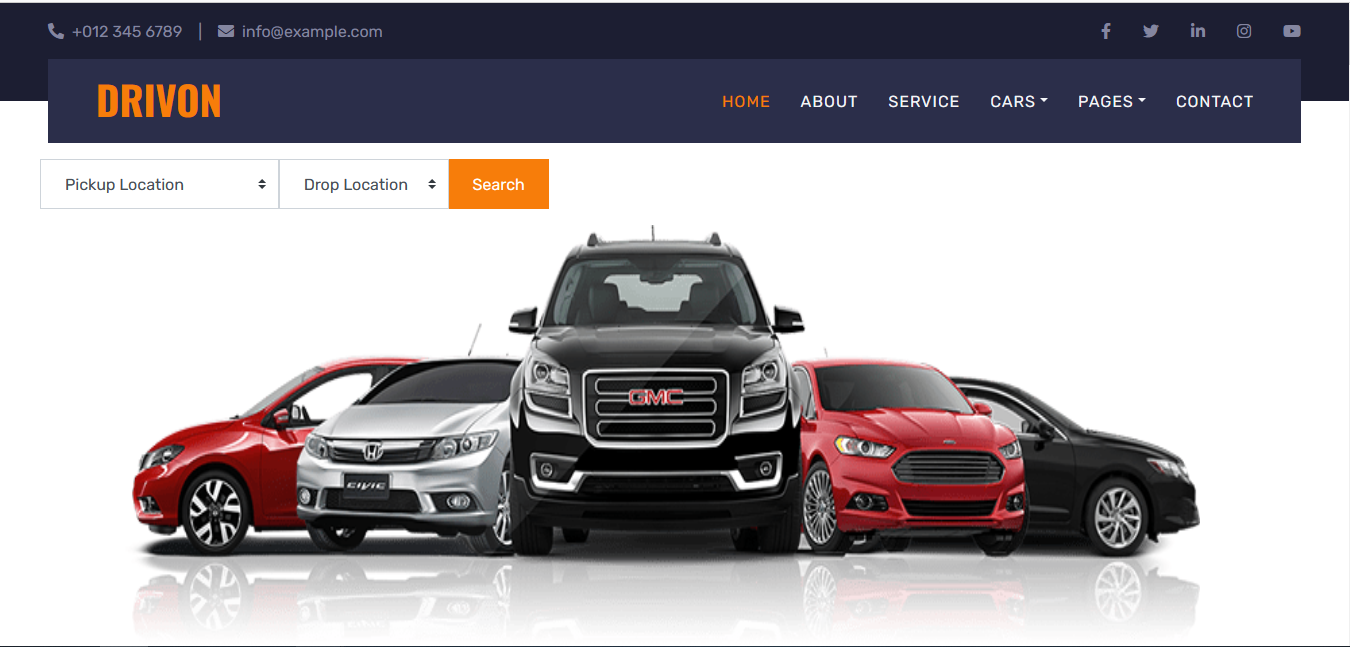 +012 345 6789 | info@example.com
DRIVON
HOME ABOUT SERVICE CARS PAGES CONTACT
Pickup Location Drop Location Search
GMC
CIVIC